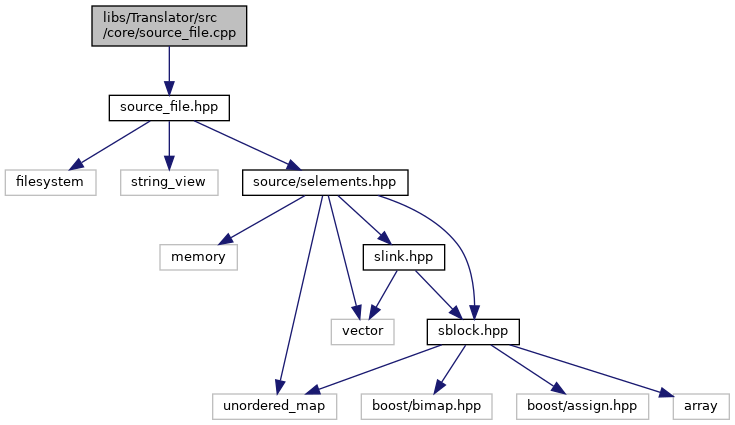 libs/Translator/src
/core/source_file.cpp
source_file.hpp
filesystem
string_view
source/selements.hpp
memory
slink.hpp
vector
sblock.hpp
unordered_map
boost/bimap.hpp
boost/assign.hpp
array